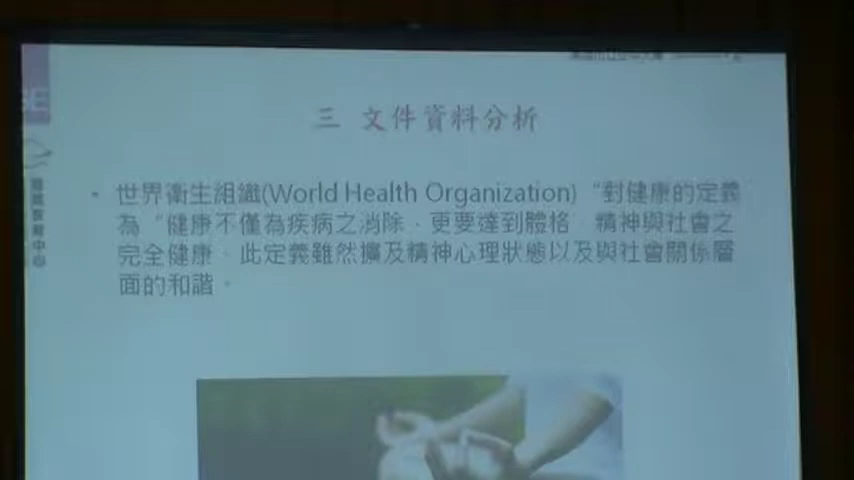 三 文件資料分析
• 世界衛生組織(World Health Organization) “對健康的定義
為 “健康不僅為疾病之消除、更要達到體格、精神與社會之
完全健康、此定義雖然擴及精神心理狀態以及與社會關係層
面的和諧。